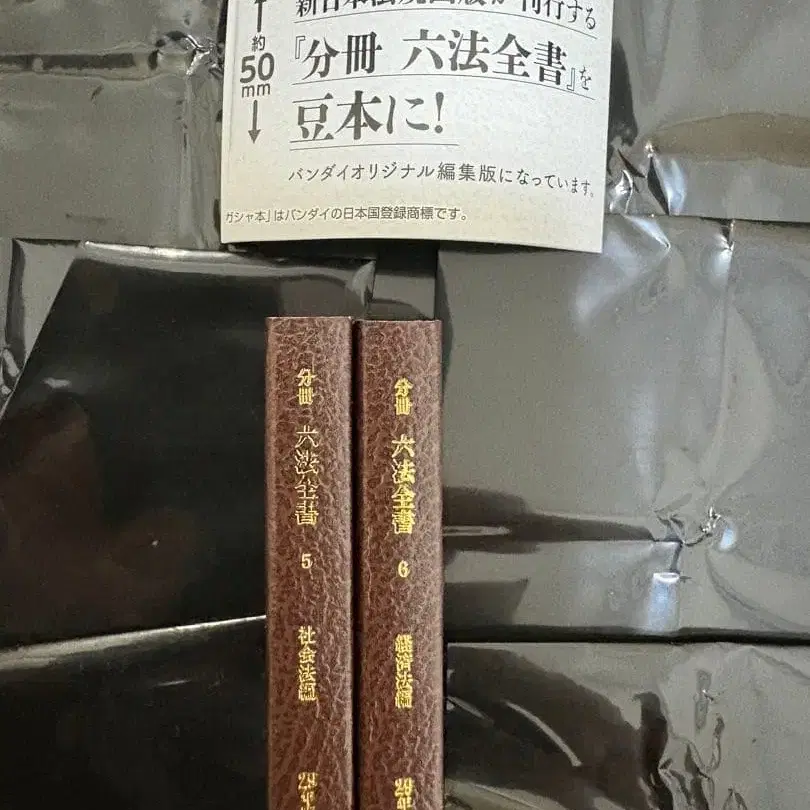 新日本法規出版が刊行する
『分冊 六法全書』を
豆本に!
バンダイオリジナル編集版になっています。
ガシャ本」はバンダイの日本国登録商標です。
約
50
mm
分冊 六法全書 5 社会法編
分冊 六法全書 6 経済法編